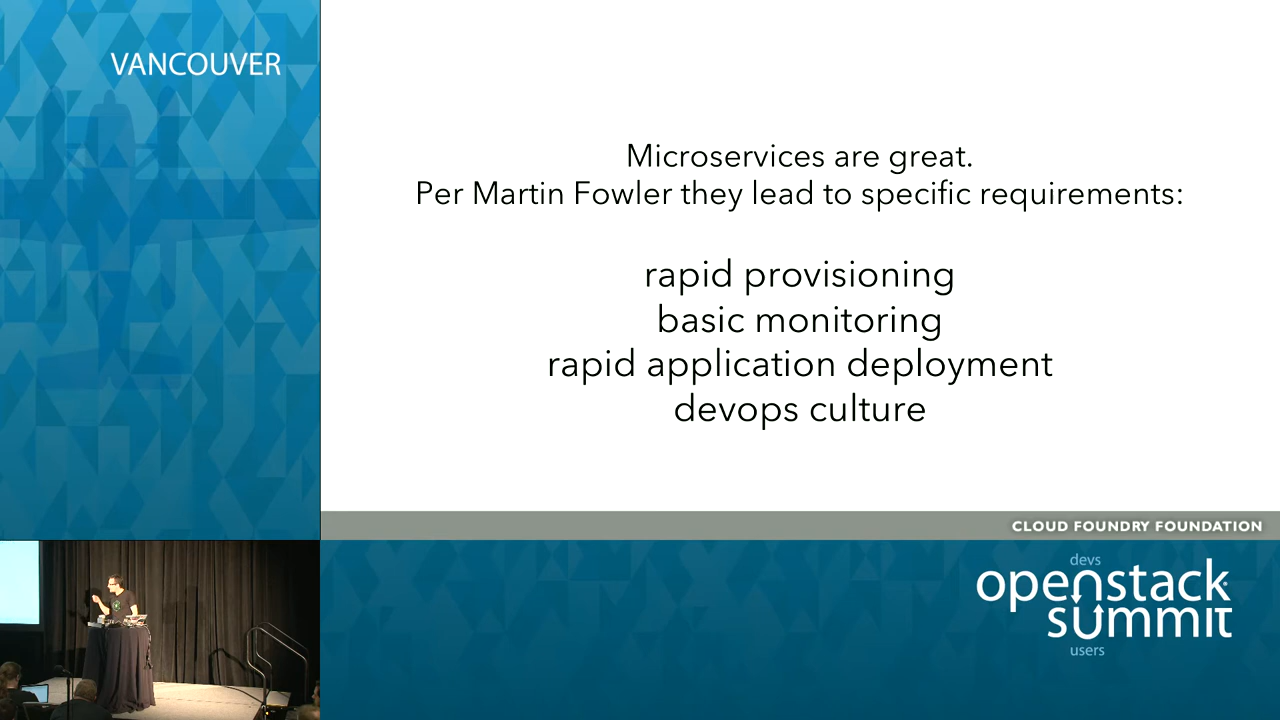 VANCOUVER
Microservices are great.
Per Martin Fowler they lead to specific requirements:
rapid provisioning
basic monitoring
rapid application deployment
devops culture
CLOUD FOUNDRY FOUNDATION
devs
openstack
summit
users